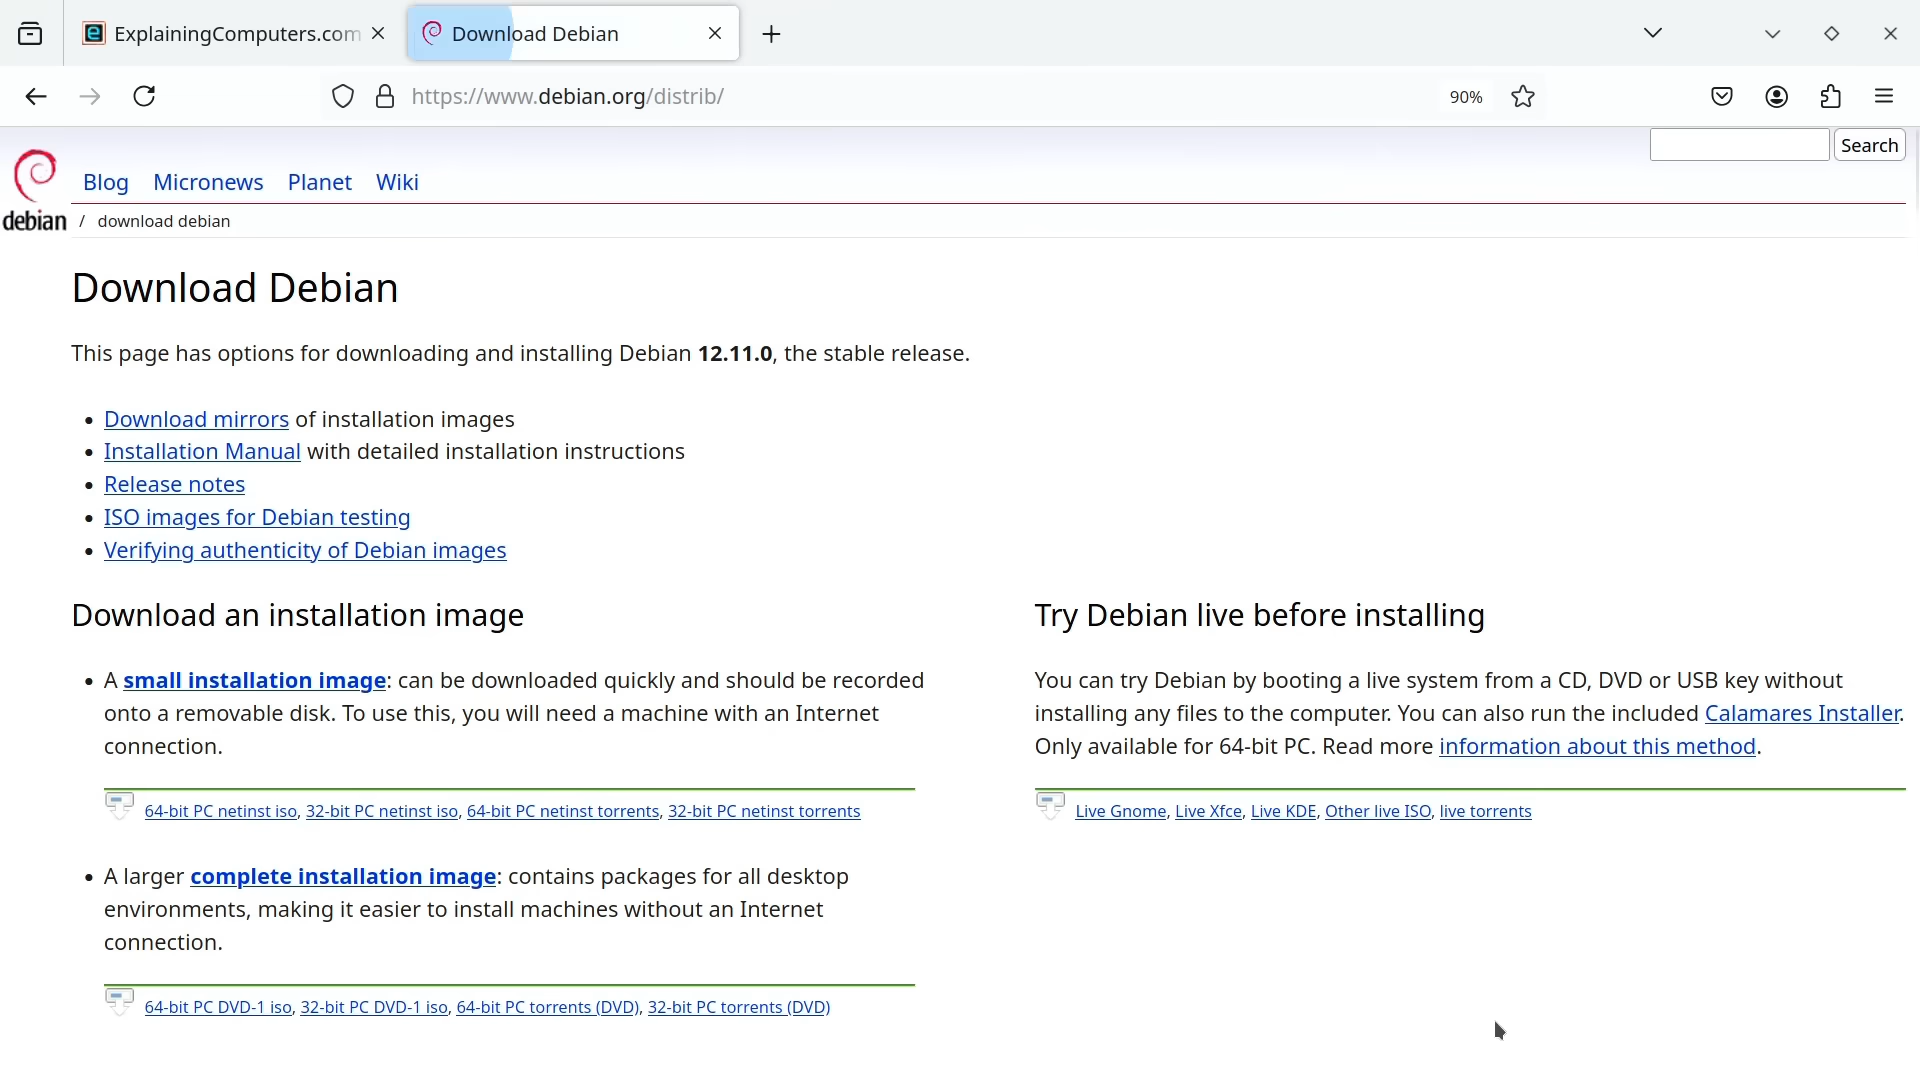 ExplainingComputers.com
Download Debian
https://www.debian.org/distrib/
90%
Search
Blog Micronews Planet Wiki
debian / download debian
Download Debian
This page has options for downloading and installing Debian 12.11.0, the stable release.
Download mirrors of installation images
Installation Manual with detailed installation instructions
Release notes
ISO images for Debian testing
Verifying authenticity of Debian images
Download an installation image
A small installation image: can be downloaded quickly and should be recorded
onto a removable disk. To use this, you will need a machine with an Internet
connection.
64-bit PC netinst iso, 32-bit PC netinst iso, 64-bit PC netinst torrents, 32-bit PC netinst torrents
A larger complete installation image: contains packages for all desktop
environments, making it easier to install machines without an Internet
connection.
64-bit PC DVD-1 iso, 32-bit PC DVD-1 iso, 64-bit PC torrents (DVD), 32-bit PC torrents (DVD)
Try Debian live before installing
You can try Debian by booting a live system from a CD, DVD or USB key without
installing any files to the computer. You can also run the included Calamares Installer.
Only available for 64-bit PC. Read more information about this method.
Live Gnome, Live Xfce, Live KDE, Other live ISO, live torrents